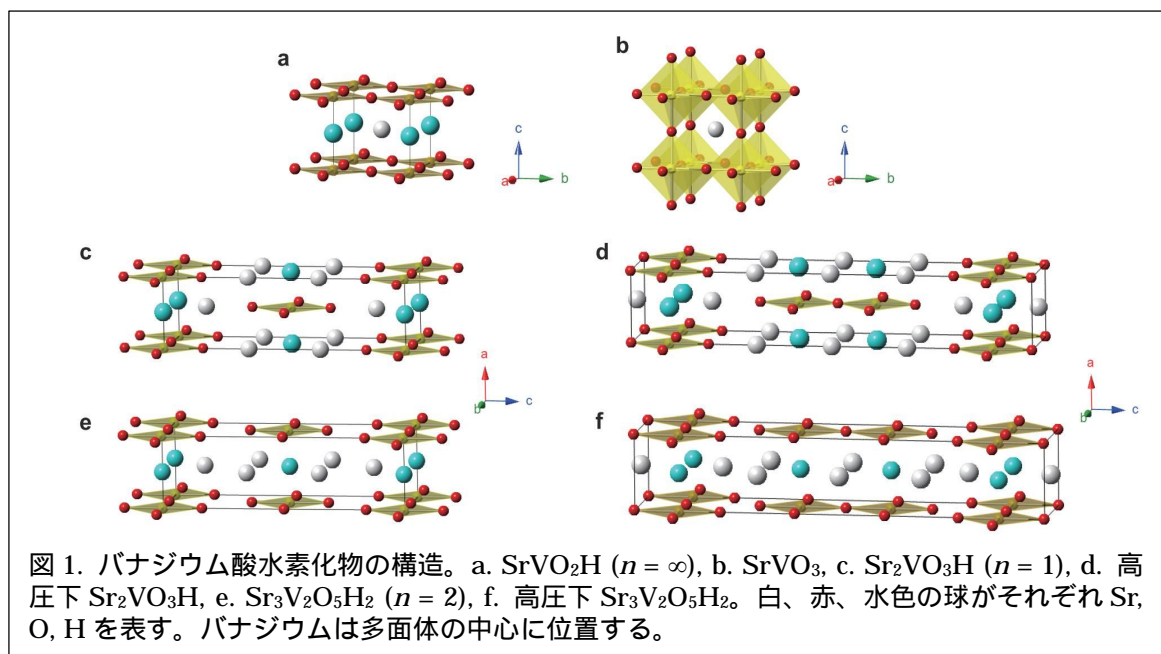 a
b
c
a
b
c
a
b
c
d
a
b
c
e
f
a
b
c
図 1. バナジウム酸水素化物の構造。a. SrVO₂H (n = ∞), b. SrVO₃, c. Sr₂VO₃H (n = 1), d. 高
圧下 Sr₂VO₃H, e. Sr₃V₂O₅H₂ (n = 2), f. 高圧下 Sr₃V₂O₅H₂。白、赤、水色の球がそれぞれ Sr,
O, H を表す。バナジウムは多面体の中心に位置する。